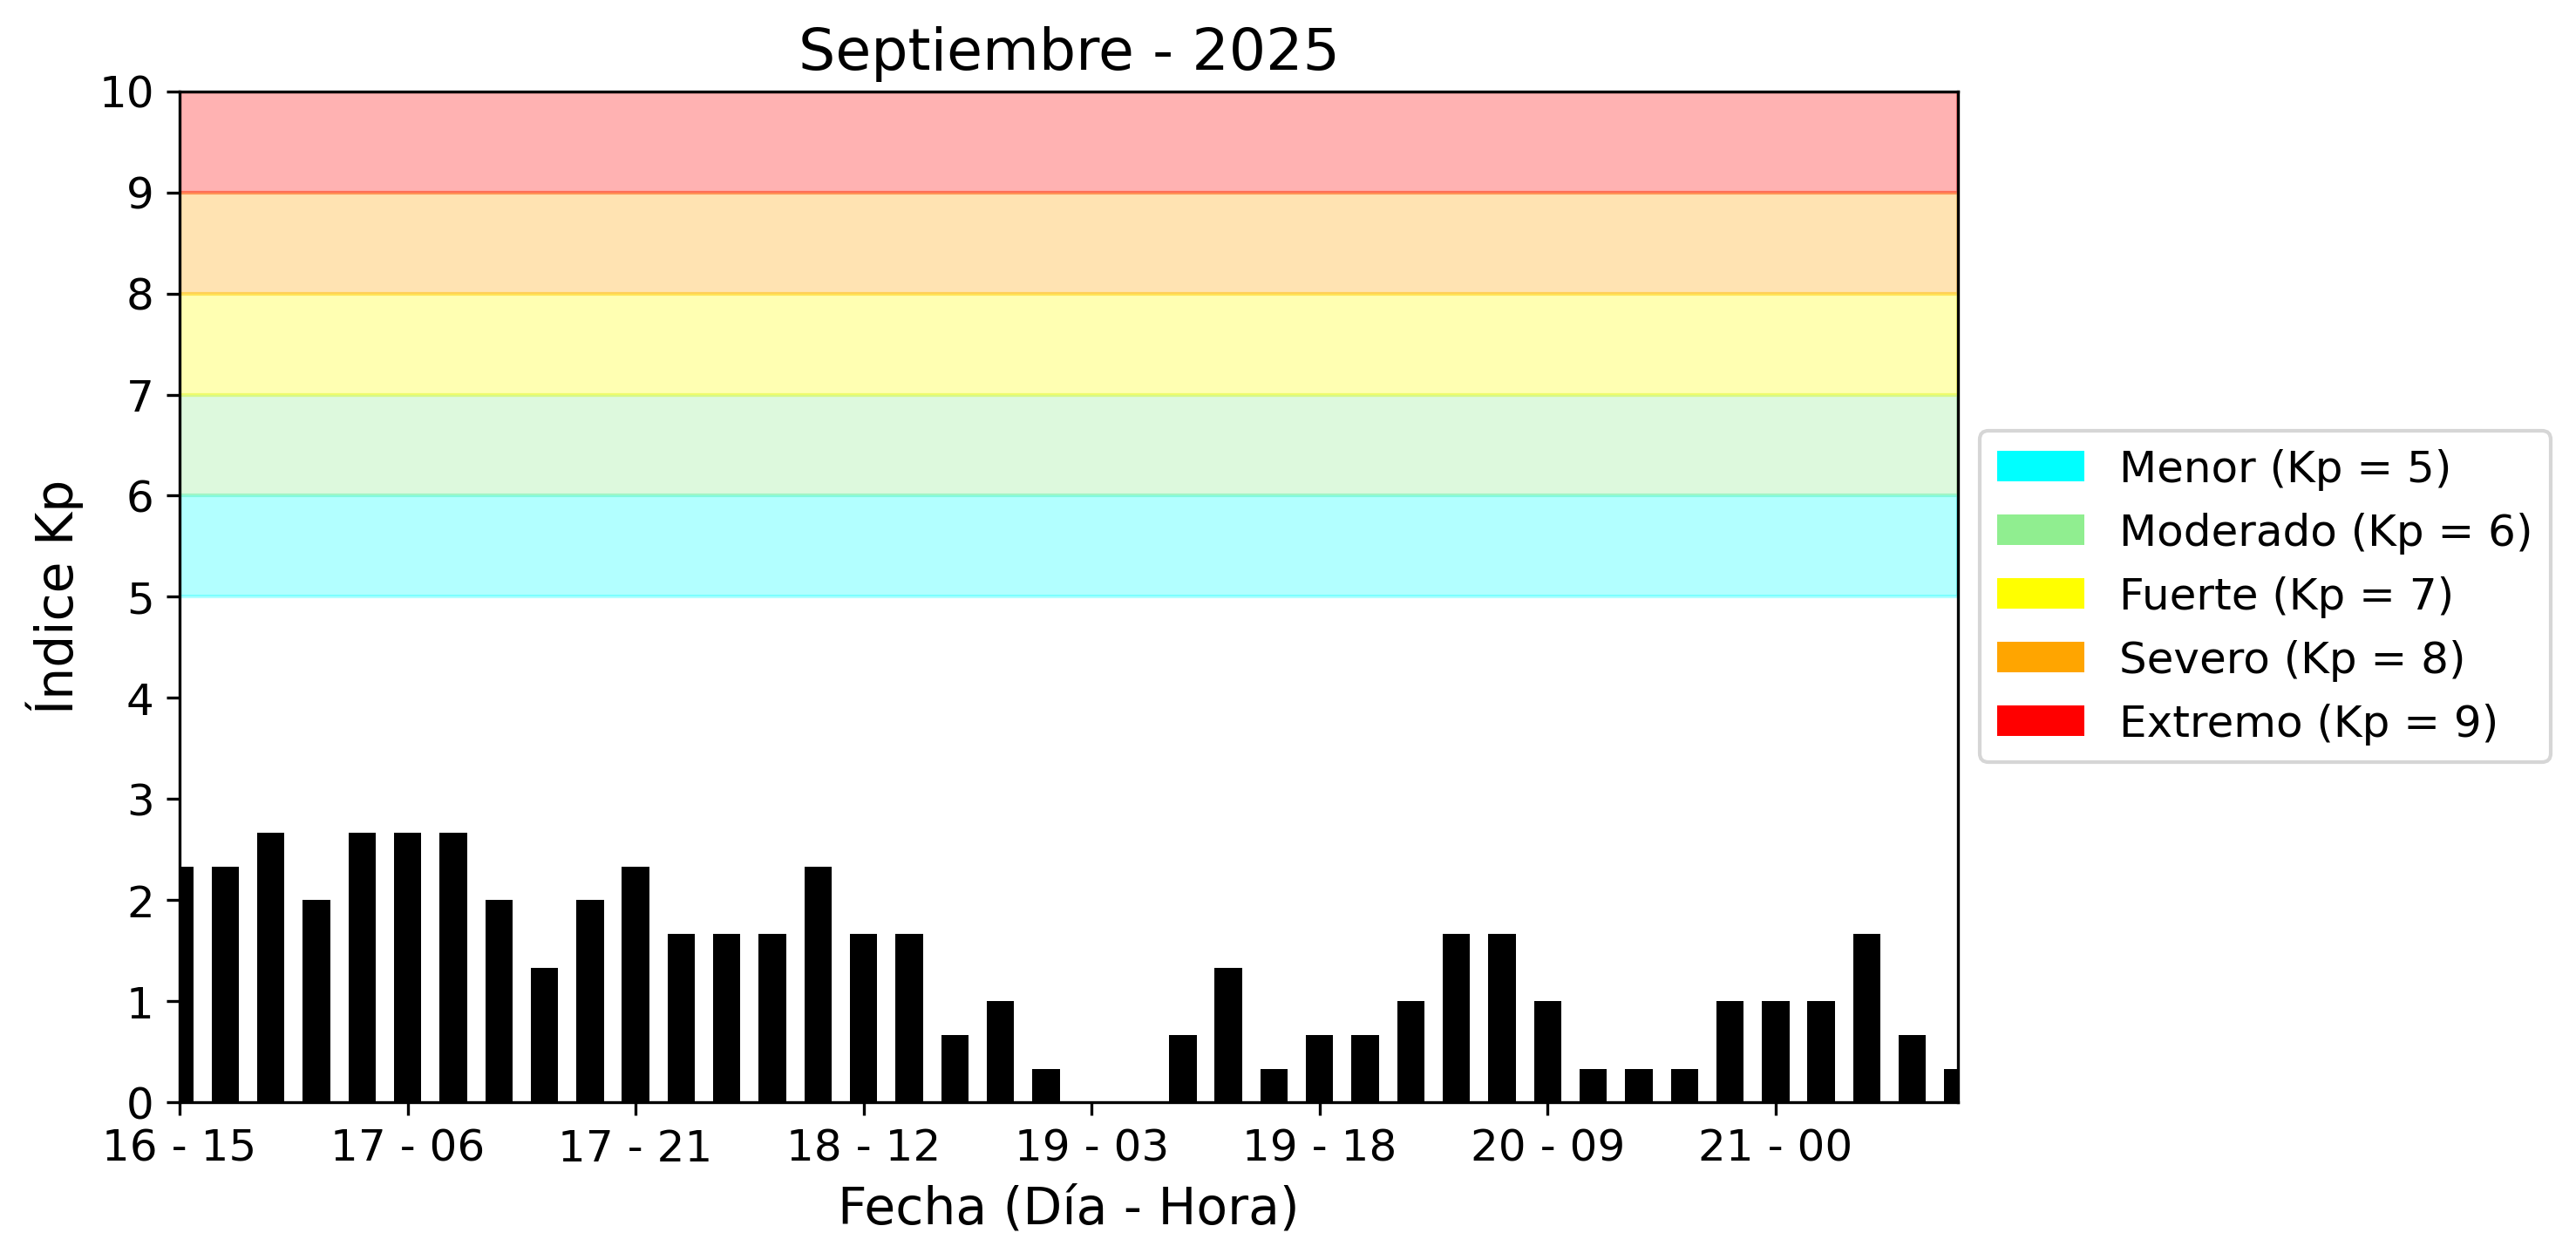 Septiembre - 2025
10
9
8
7
6
5
4
3
2
1
0
Índice Kp
16 - 15
17 - 06
17 - 21
18 - 12
19 - 03
19 - 18
20 - 09
21 - 00
Fecha (Día - Hora)
Menor (Kp = 5)
Moderado (Kp = 6)
Fuerte (Kp = 7)
Severo (Kp = 8)
Extremo (Kp = 9)